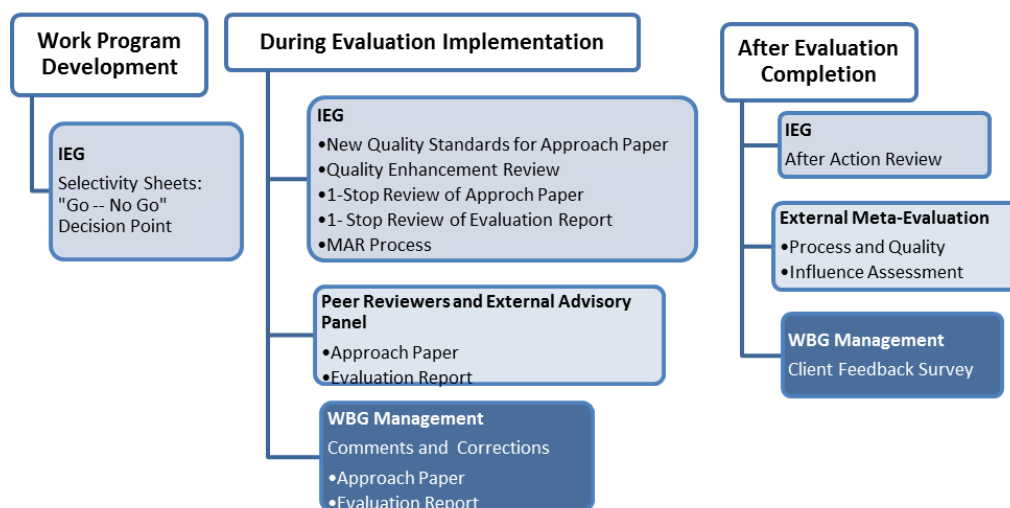 Work Program
Development
IEG
Selectivity Sheets:
"Go -- No Go"
Decision Point
During Evaluation Implementation
IEG
•New Quality Standards for Approach Paper
•Quality Enhancement Review
•1-Stop Review of Approch Paper
•1- Stop Review of Evaluation Report
•MAR Process
Peer Reviewers and External Advisory
Panel
•Approach Paper
•Evaluation Report
WBG Management
Comments and Corrections
•Approach Paper
•Evaluation Report
After Evaluation
Completion
IEG
After Action Review
External Meta-Evaluation
•Process and Quality
•Influence Assessment
WBG Management
Client Feedback Survey